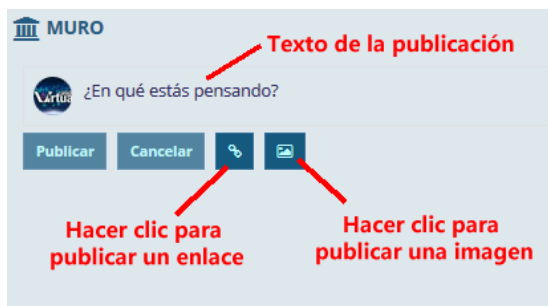 MURO
Texto de la publicación
¿En qué estás pensando?
Publicar Cancelar
Hacer clic para
publicar un enlace
Hacer clic para
publicar una imagen